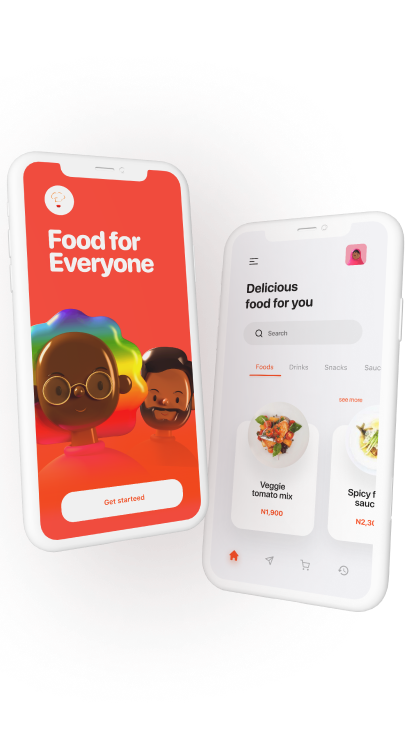 Food for
Everyone
Get starteed
Delicious
food for you
Search
Foods Drinks Snacks Sauc
see more
Veggie
tomato mix
N1,900
Spicy f
sauc
N2,30